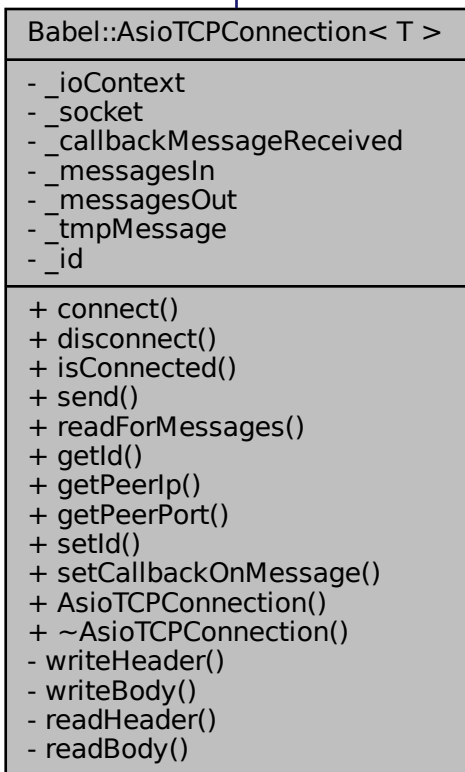 Babel::AsioTCPConnection< T >
- _ioContext
- _socket
- _callbackMessageReceived
- _messagesIn
- _messagesOut
- _tmpMessage
- _id
+ connect()
+ disconnect()
+ isConnected()
+ send()
+ readForMessages()
+ getId()
+ getPeerIp()
+ getPeerPort()
+ setId()
+ setCallbackOnMessage()
+ AsioTCPConnection()
+ ~AsioTCPConnection()
- writeHeader()
- writeBody()
- readHeader()
- readBody()